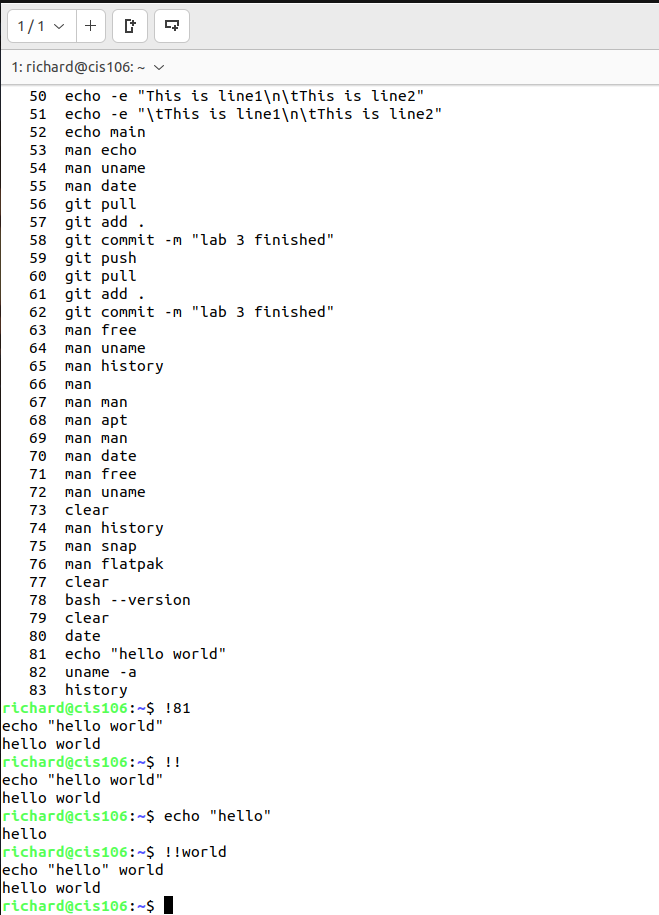 1 / 1
1: richard@cis106: ~
50 echo -e "This is line1\n\tThis is line2"
51 echo -e "\tThis is line1\n\tThis is line2"
52 echo main
53 man echo
54 man uname
55 man date
56 git pull
57 git add .
58 git commit -m "lab 3 finished"
59 git push
60 git pull
61 git add .
62 git commit -m "lab 3 finished"
63 man free
64 man uname
65 man history
66 man
67 man man
68 man apt
69 man man
70 man date
71 man free
72 man uname
73 clear
74 man history
75 man snap
76 man flatpak
77 clear
78 bash --version
79 clear
80 date
81 echo "hello world"
82 uname -a
83 history
richard@cis106:~$ !81
echo "hello world"
hello world
richard@cis106:~$ !!
echo "hello world"
hello world
richard@cis106:~$ echo "hello"
hello
richard@cis106:~$ !!world
echo "hello" world
hello world
richard@cis106:~$